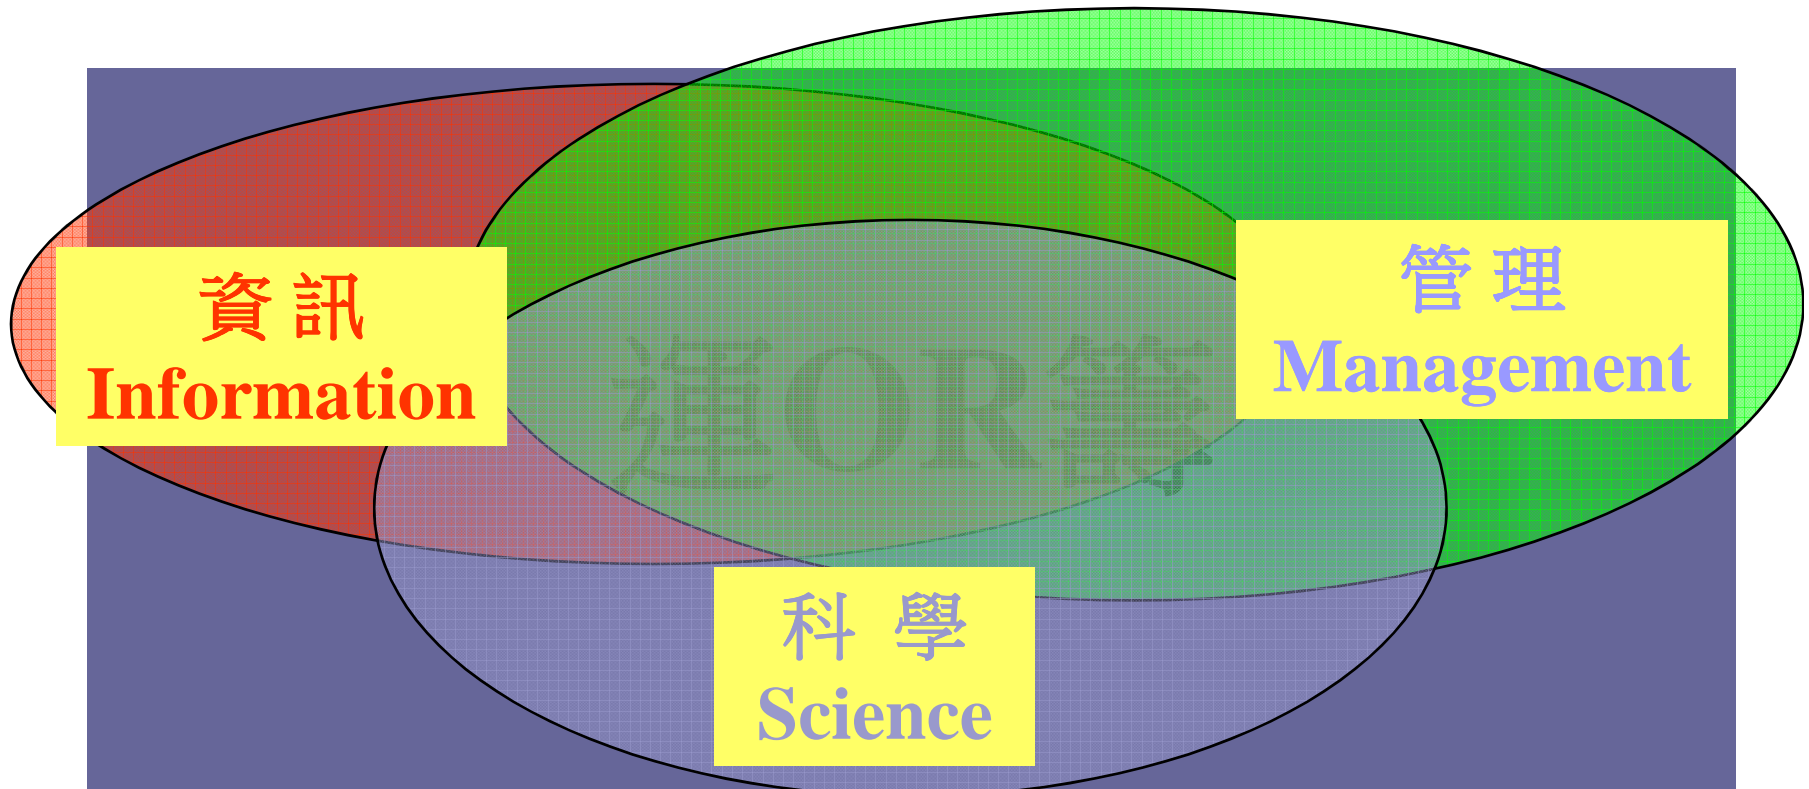 資 訊
Information
管 理
Management
運OR籌
科 學
Science